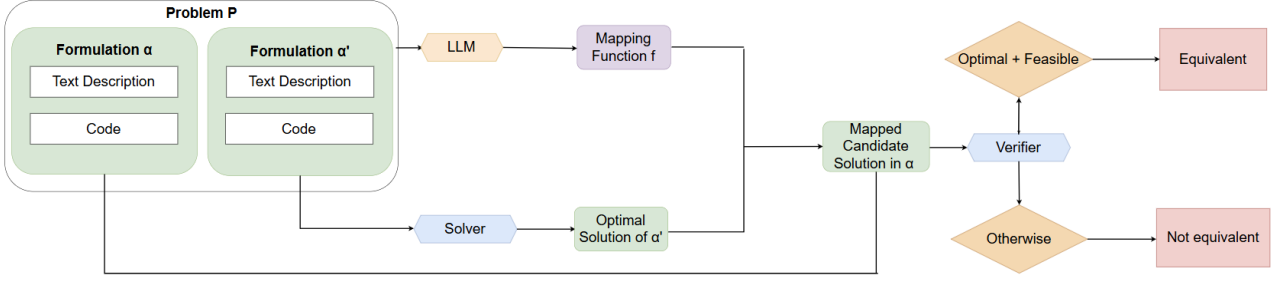 Problem P
Formulation α
Text Description
Code
Formulation α'
Text Description
Code
LLM
Mapping
Function f
Solver
Optimal
Solution of α'
Mapped
Candidate
Solution in α
Verifier
Optimal + Feasible
Equivalent
Otherwise
Not equivalent